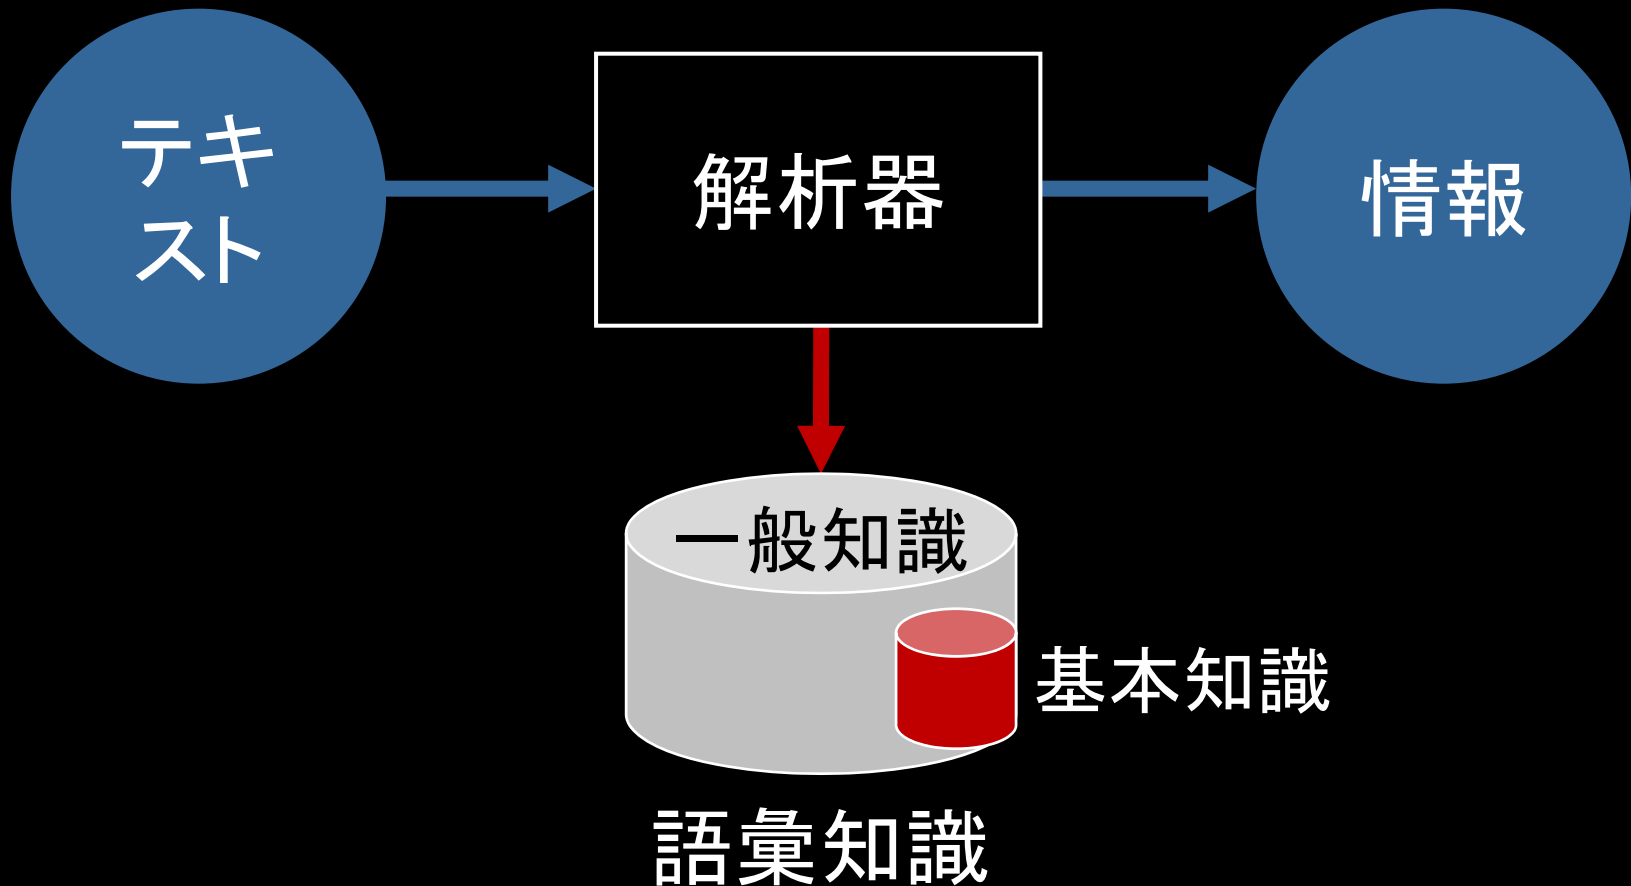 テキ
スト
解析器
情報
一般知識
基本知識
語彙知識